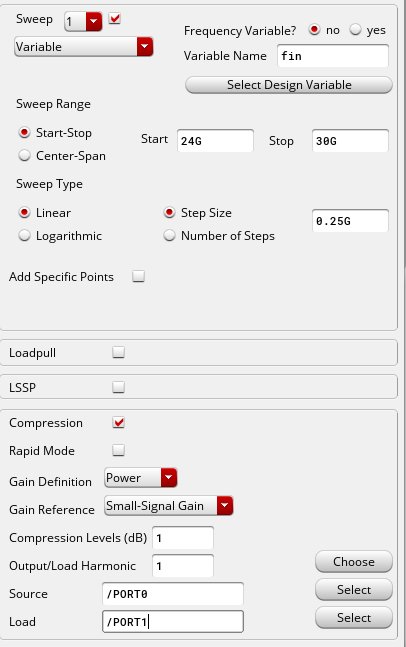 Sweep 1
Frequency Variable? no yes
Variable
Variable Name fin
Select Design Variable
Sweep Range
Start-Stop
Start 24G Stop 30G
Center-Span
Sweep Type
Linear
Step Size
0.25G
Logarithmic
Number of Steps
Add Specific Points
Loadpull
LSSP
Compression
Rapid Mode
Gain Definition Power
Gain Reference Small-Signal Gain
Compression Levels (dB) 1
Output/Load Harmonic 1
Choose
Source /PORT0 Select
Load /PORT1 Select